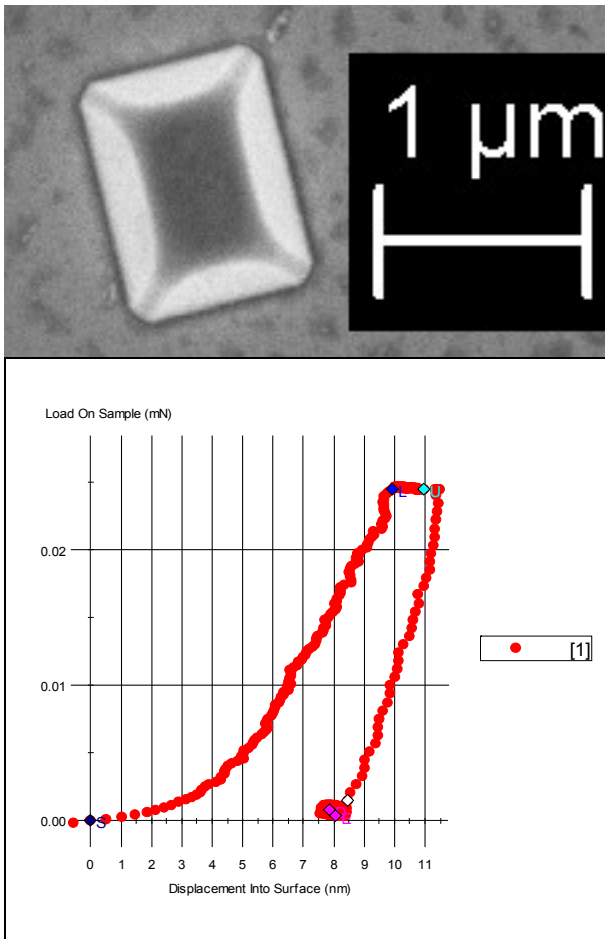 1 µm
Load On Sample (mN)
0.02
0.01
0.00
L
U
S
[1]
0 1 2 3 4 5 6 7 8 9 10 11
Displacement Into Surface (nm)